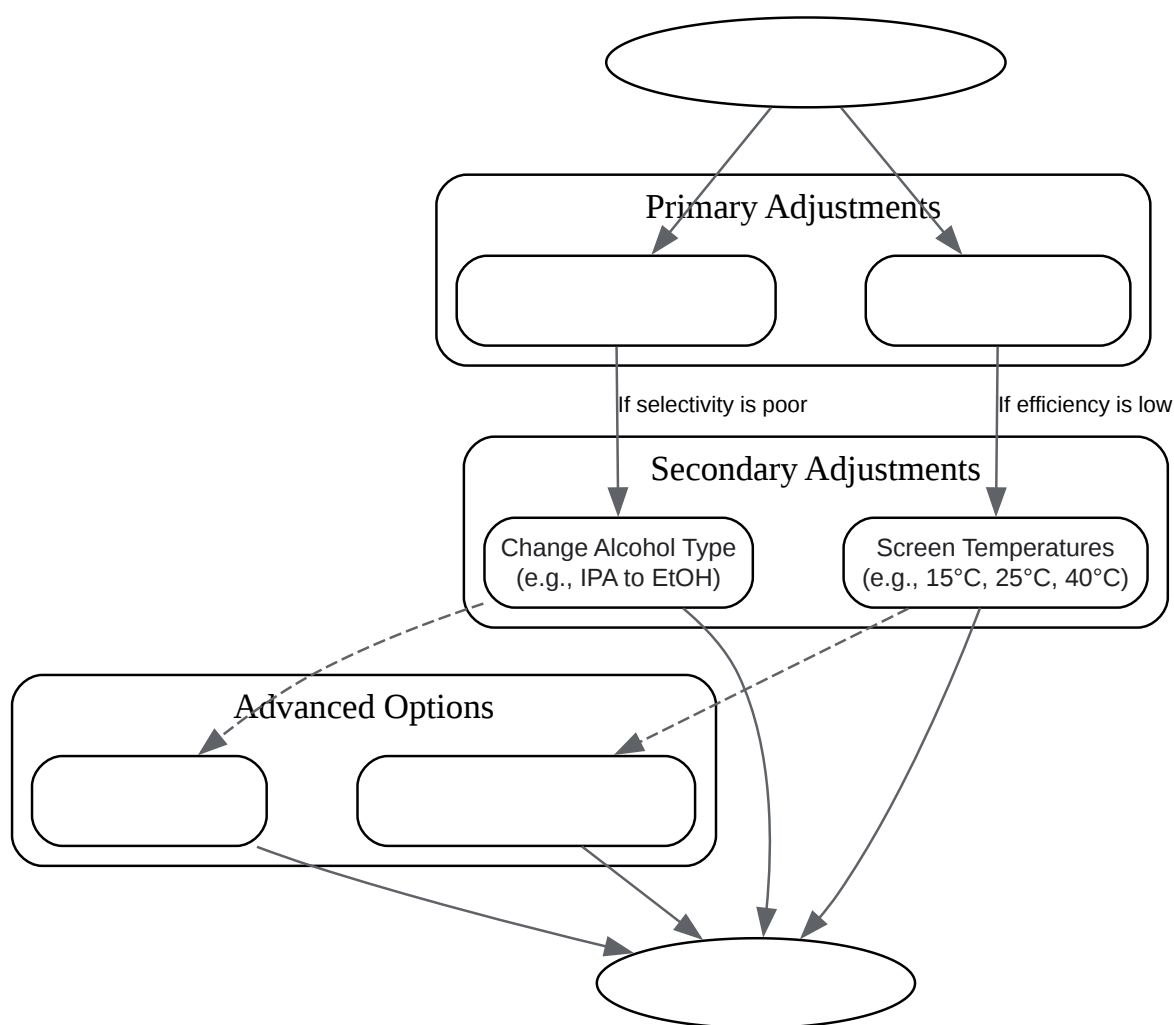 Primary Adjustments
If selectivity is poor
If efficiency is low
Secondary Adjustments
Change Alcohol Type
(e.g., IPA to EtOH)
Screen Temperatures
(e.g., 15°C, 25°C, 40°C)
Advanced Options